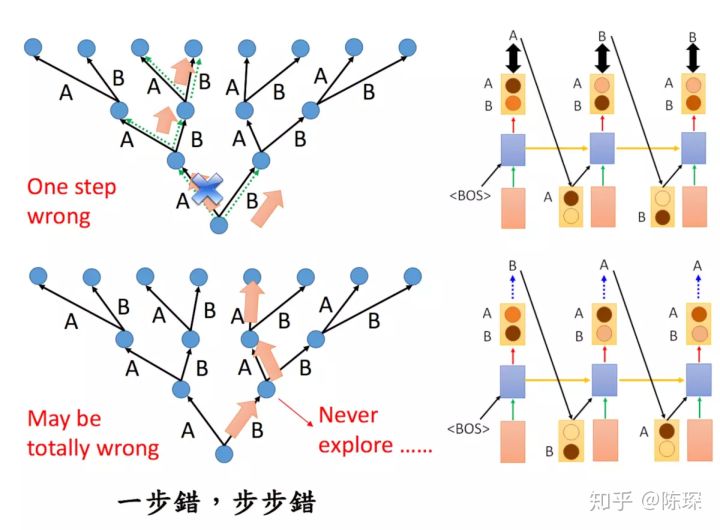 A B A B A B A B
A B A B
A B
One step
wrong
A B A B A B A B
A B A B
A B
May be
totally wrong
Never
explore ......
一步錯，步步錯
A B B
A A A
B B B
<BOS>
A
B
B A A
A A A
B B B
<BOS>
B
A
知乎 @陈琛